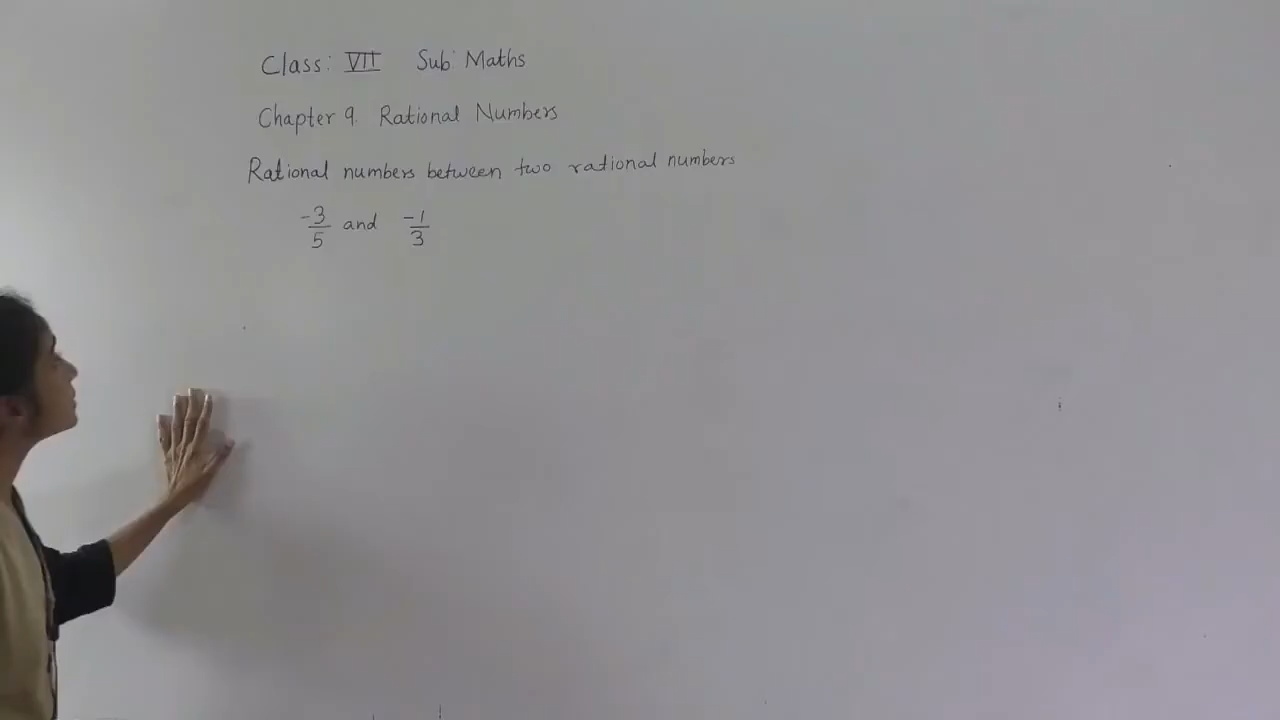 Class: VII Sub: Maths
Chapter 9. Rational Numbers
Rational numbers between two rational numbers
-3/5 and -1/3